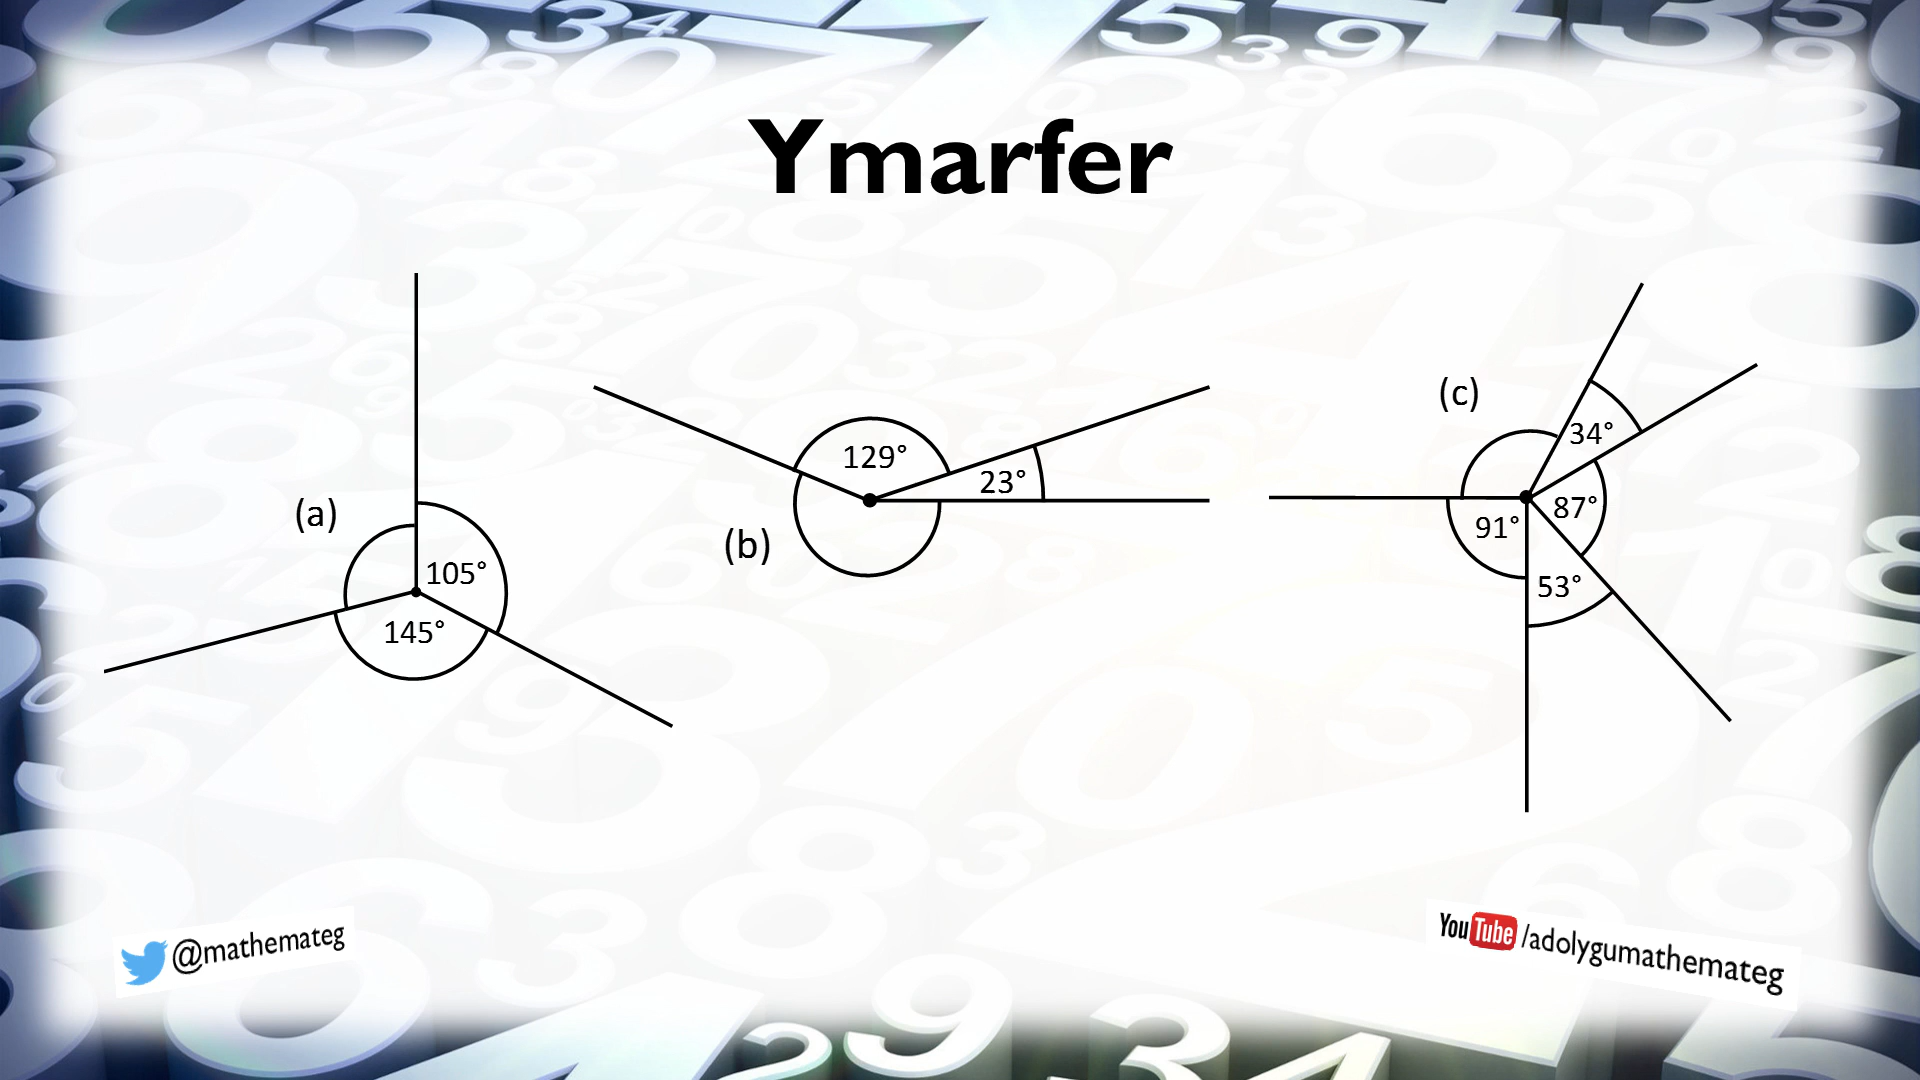 Ymarfer
(a)
105°
145°
129°
23°
(b)
(c)
34°
87°
91°
53°
@mathemateg
YouTube /adolygumathemateg